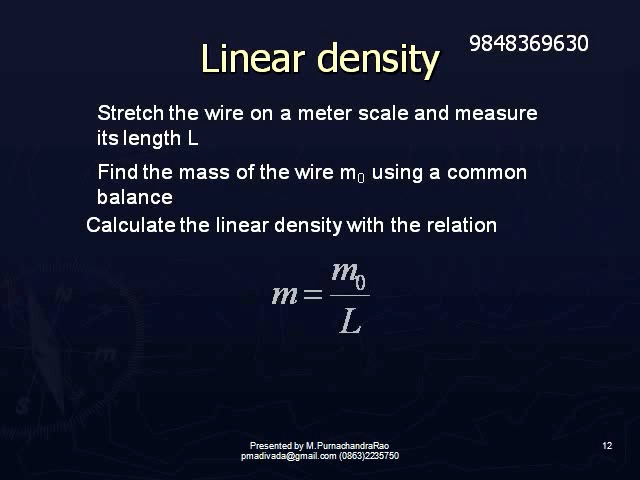 Linear density
9848369630
Stretch the wire on a meter scale and measure
its length L
Find the mass of the wire m₀ using a common
balance
Calculate the linear density with the relation
m = m₀ / L
Presented by M.PurnachandraRao
pmadivada@gmail.com (0863)2235750
12